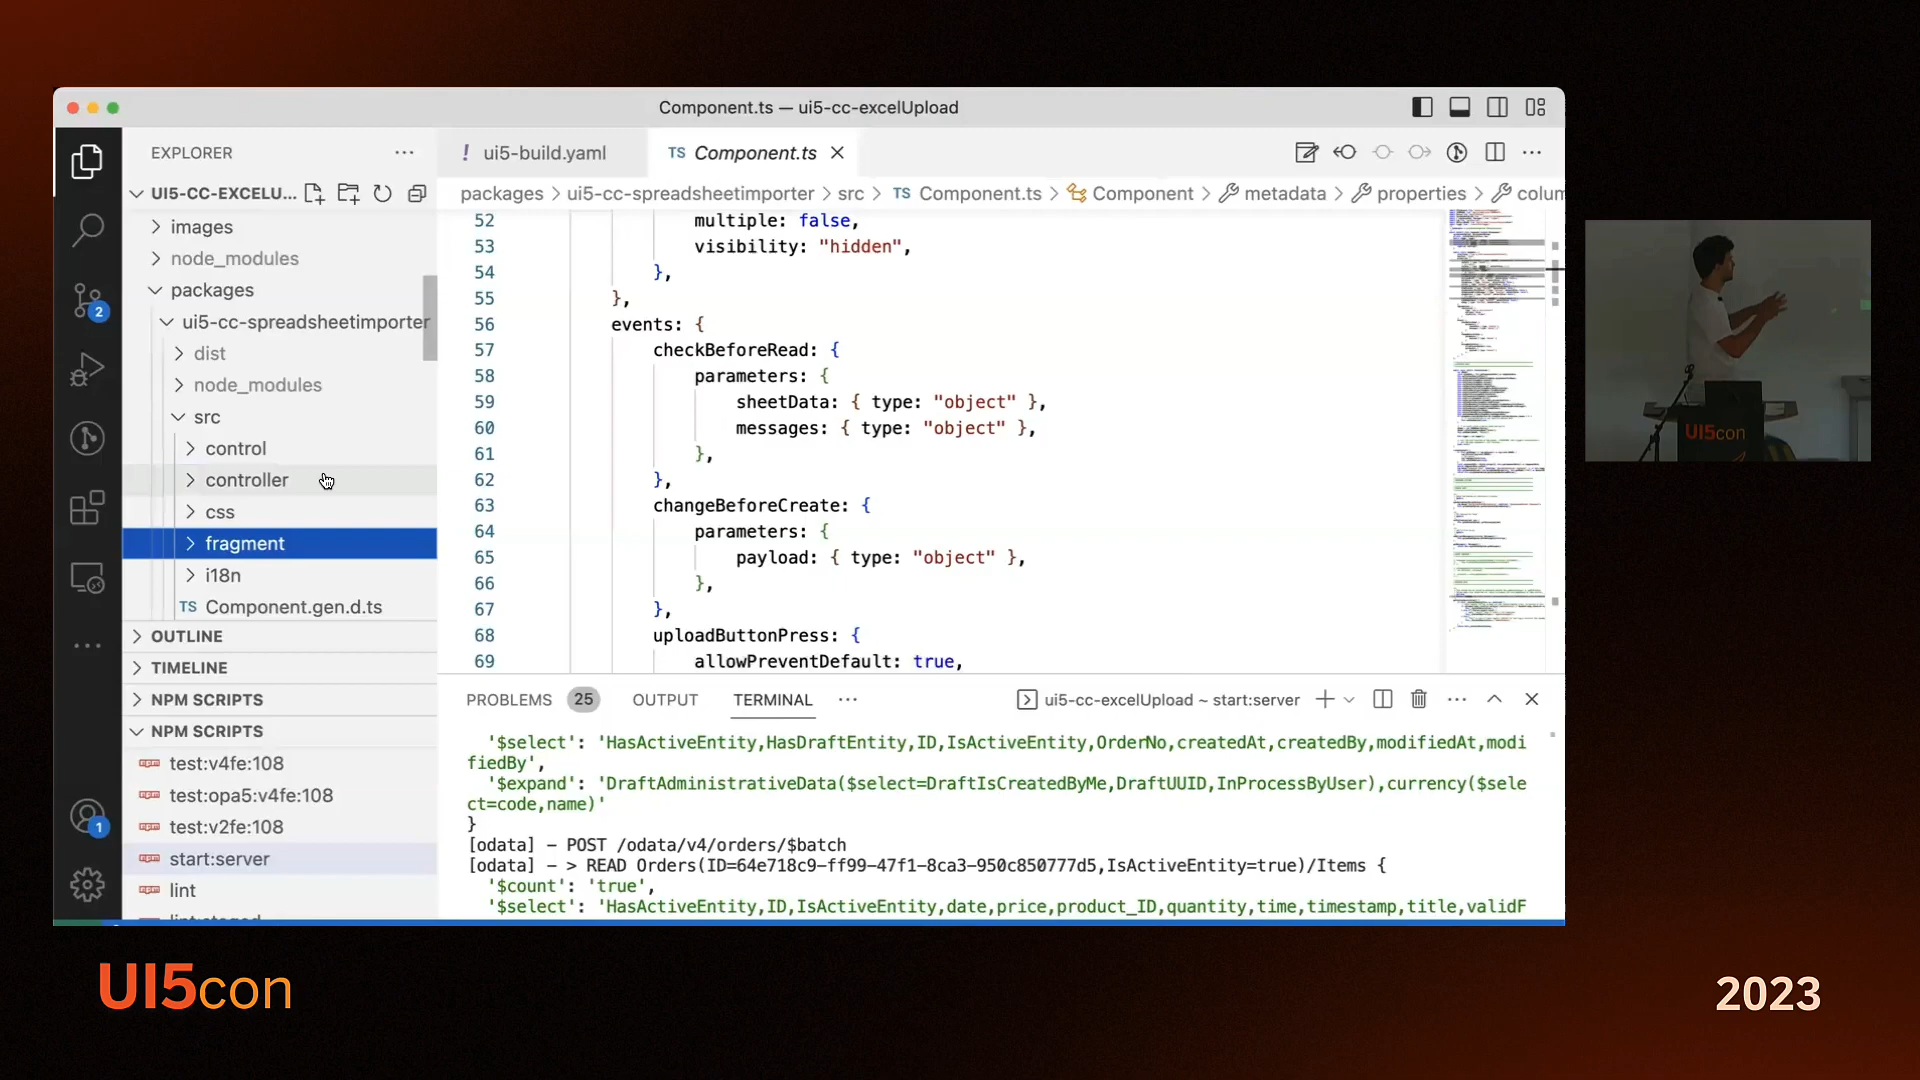 Component.ts — ui5-cc-excelUpload
EXPLORER
UI5-CC-EXCELU...
images
node_modules
packages
ui5-cc-spreadsheetimporter
dist
node_modules
src
control
controller
css
fragment
i18n
TS Component.gen.d.ts
OUTLINE
TIMELINE
NPM SCRIPTS
NPM SCRIPTS
test:v4fe:108
test:opa5:v4fe:108
test:v2fe:108
start:server
lint
2
1
! ui5-build.yaml
TS Component.ts
packages > ui5-cc-spreadsheetimporter > src > TS Component.ts > Component > metadata > properties > colum
52 multiple: false,
53 visibility: "hidden",
54 },
55 },
56 events: {
57 checkBeforeRead: {
58 parameters: {
59 sheetData: { type: "object" },
60 messages: { type: "object" },
61 },
62 },
63 changeBeforeCreate: {
64 parameters: {
65 payload: { type: "object" },
66 },
67 },
68 uploadButtonPress: {
69 allowPreventDefault: true,
PROBLEMS 25 OUTPUT TERMINAL ··· ui5-cc-excelUpload ~ start:server
'$select': 'HasActiveEntity,HasDraftEntity,ID,IsActiveEntity,OrderNo,createdAt,createdBy,modifiedAt,modi
fiedBy',
'$expand': 'DraftAdministrativeData($select=DraftIsCreatedByMe,DraftUUID,InProcessByUser),currency($sele
ct=code,name)'
}
[odata] - POST /odata/v4/orders/$batch
[odata] - > READ Orders(ID=64e718c9-ff99-47f1-8ca3-950c850777d5,IsActiveEntity=true)/Items {
'$count': 'true',
'$select': 'HasActiveEntity,ID,IsActiveEntity,date,price,product_ID,quantity,time,timestamp,title,validF
UI5con
UI5con
2023